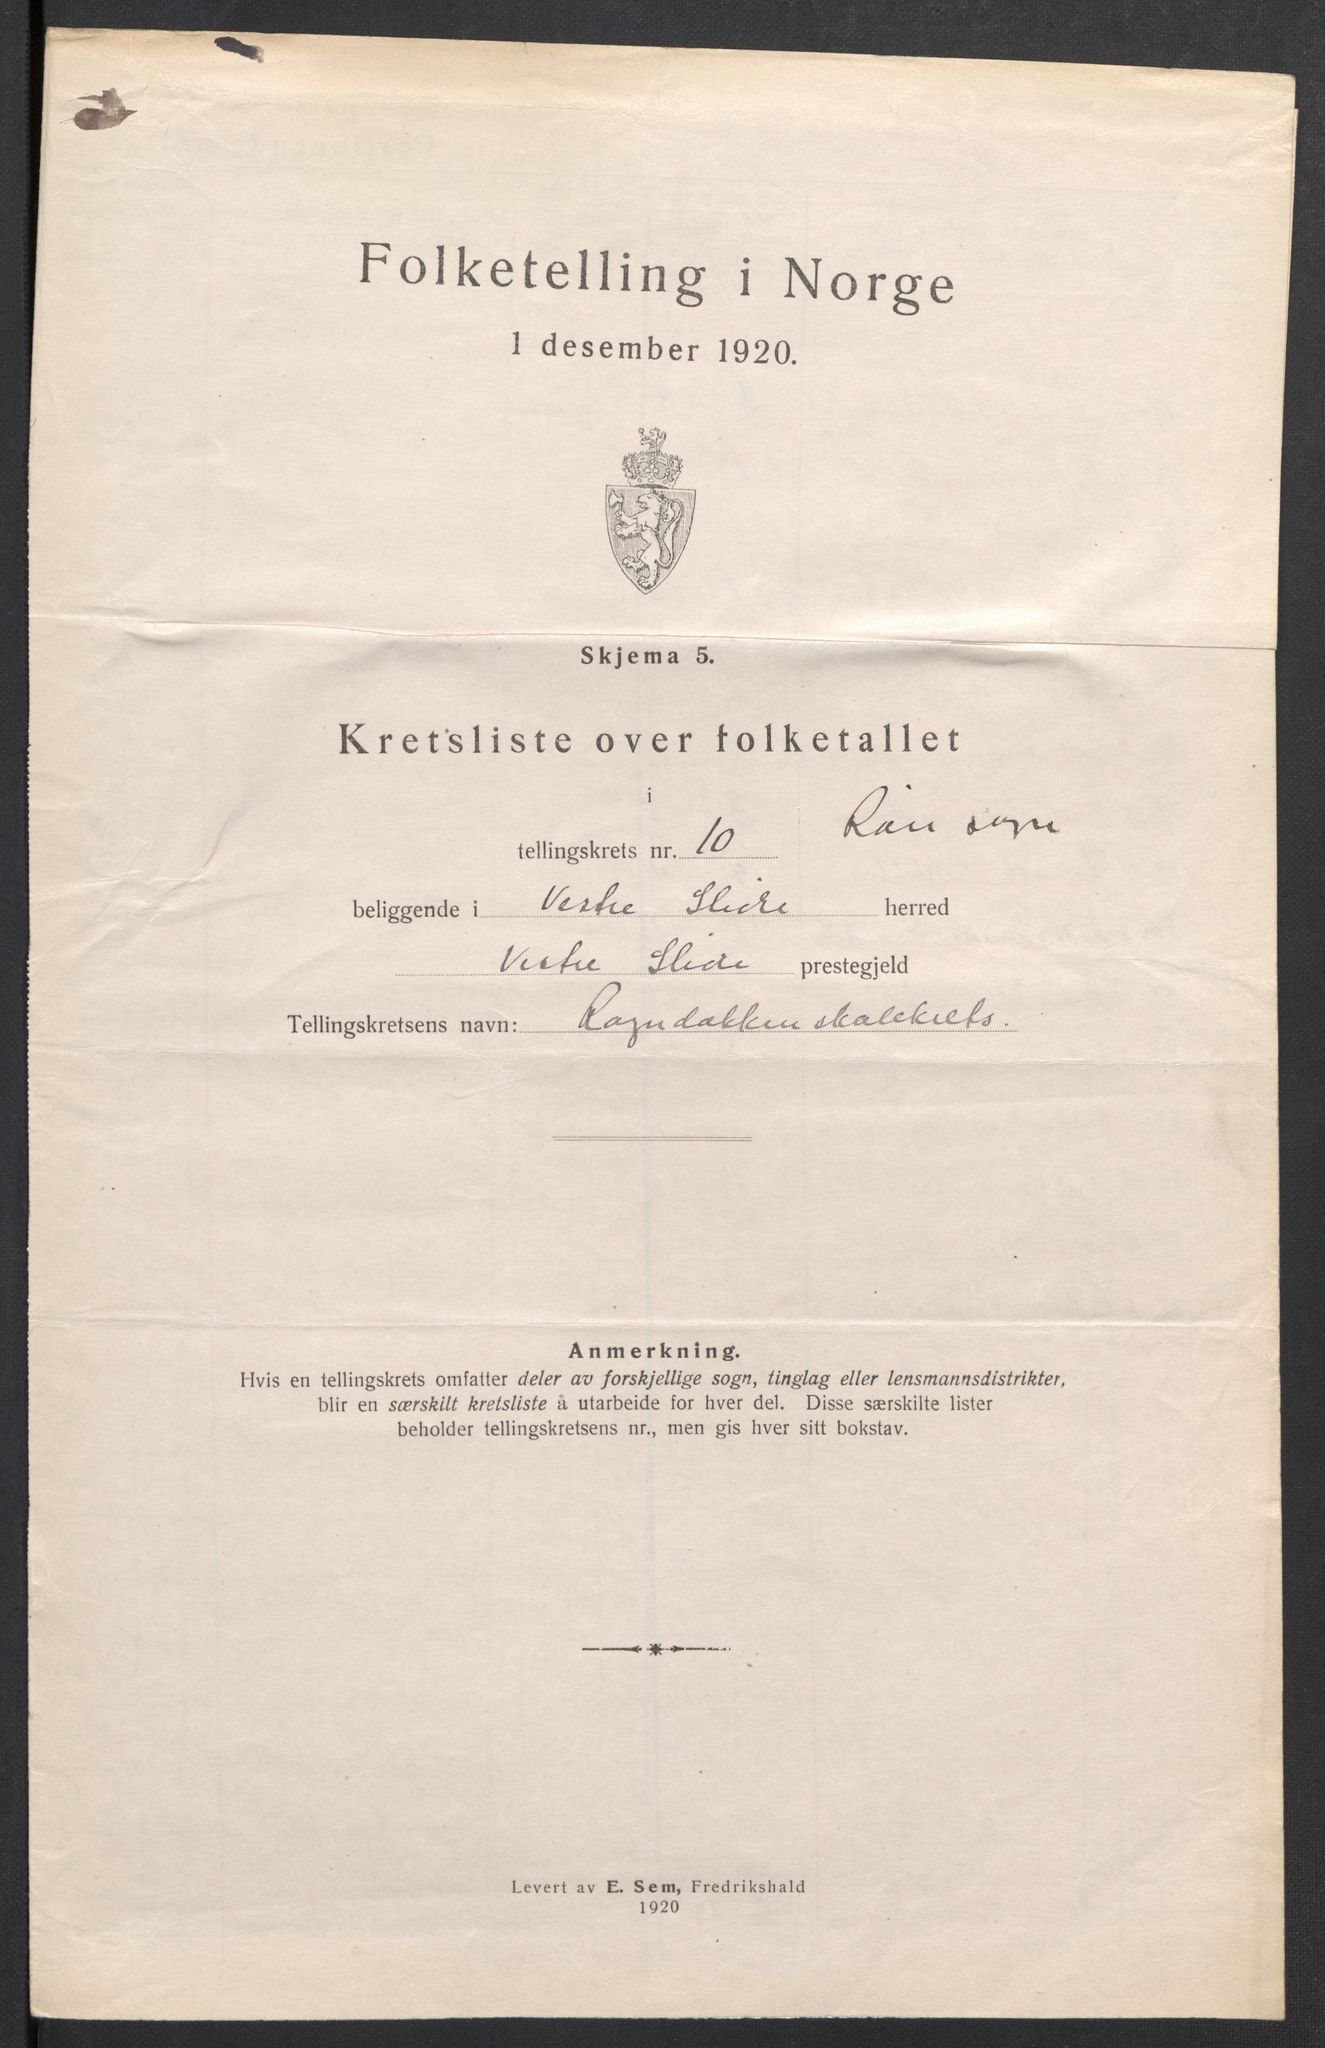 Folketelling i Norge
1 desember 1920.
Skjema 5.
Kretsliste over folketallet
i
tellingskrets nr. 10 Røn sogn
beliggende i Vestre Slidre herred
Vestre Slidre prestegjeld
Tellingskretsens navn: Rogndokken skolekrets.
Anmerkning.
Hvis en tellingskrets omfatter deler av forskjellige sogn, tinglag eller lensmannsdistrikter,
blir en særskilt kretsliste å utarbeide for hver del. Disse særskilte lister
beholder tellingskretsens nr., men gis hver sitt bokstav.
Levert av E. Sem, Fredrikshald
1920